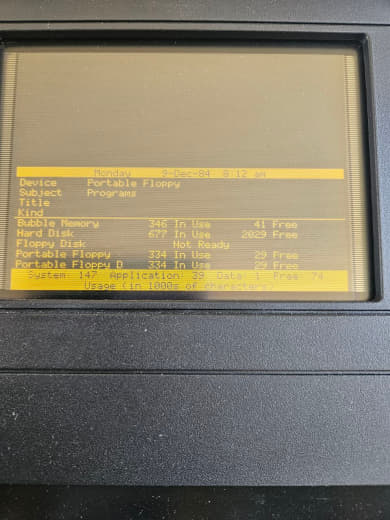 Monday 9-Dec-84 8:12 am
Device Portable Floppy
Subject Programs
Title
Kind
Bubble Memory 346 In Use 41 Free
Hard Disk 677 In Use 2029 Free
Floppy Disk Not Ready
Portable Floppy 334 In Use 29 Free
Portable Floppy D 334 In Use 29 Free
System 147 Application: 39 Data 1 Free 74
Usage (in 1000s of characters)